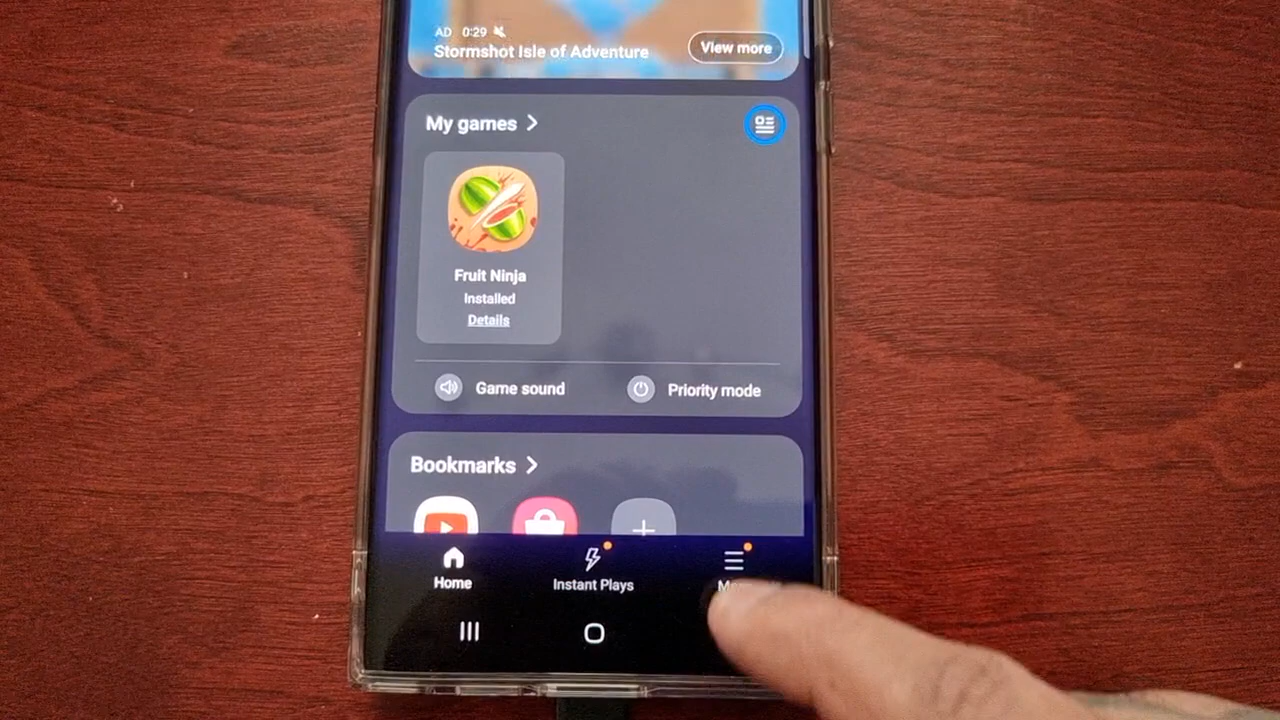 AD 0:29
Stormshot Isle of Adventure
View more
My games
Fruit Ninja
Installed
Details
Game sound
Priority mode
Bookmarks
Home
Instant Plays